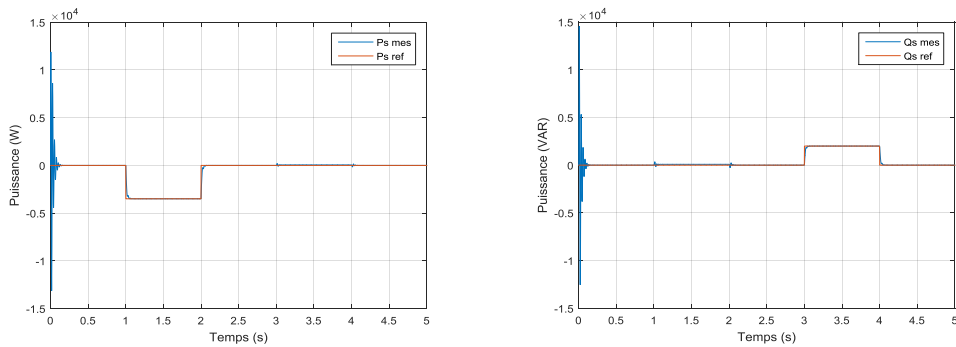 ×10⁴
Puissance (W)
1.5
1
0.5
0
-0.5
-1
-1.5
Ps mes
Ps ref
0 0.5 1 1.5 2 2.5 3 3.5 4 4.5 5
Temps (s)
×10⁴
Puissance (VAR)
1.5
1
0.5
0
-0.5
-1
-1.5
Qs mes
Qs ref
0 0.5 1 1.5 2 2.5 3 3.5 4 4.5 5
Temps (s)